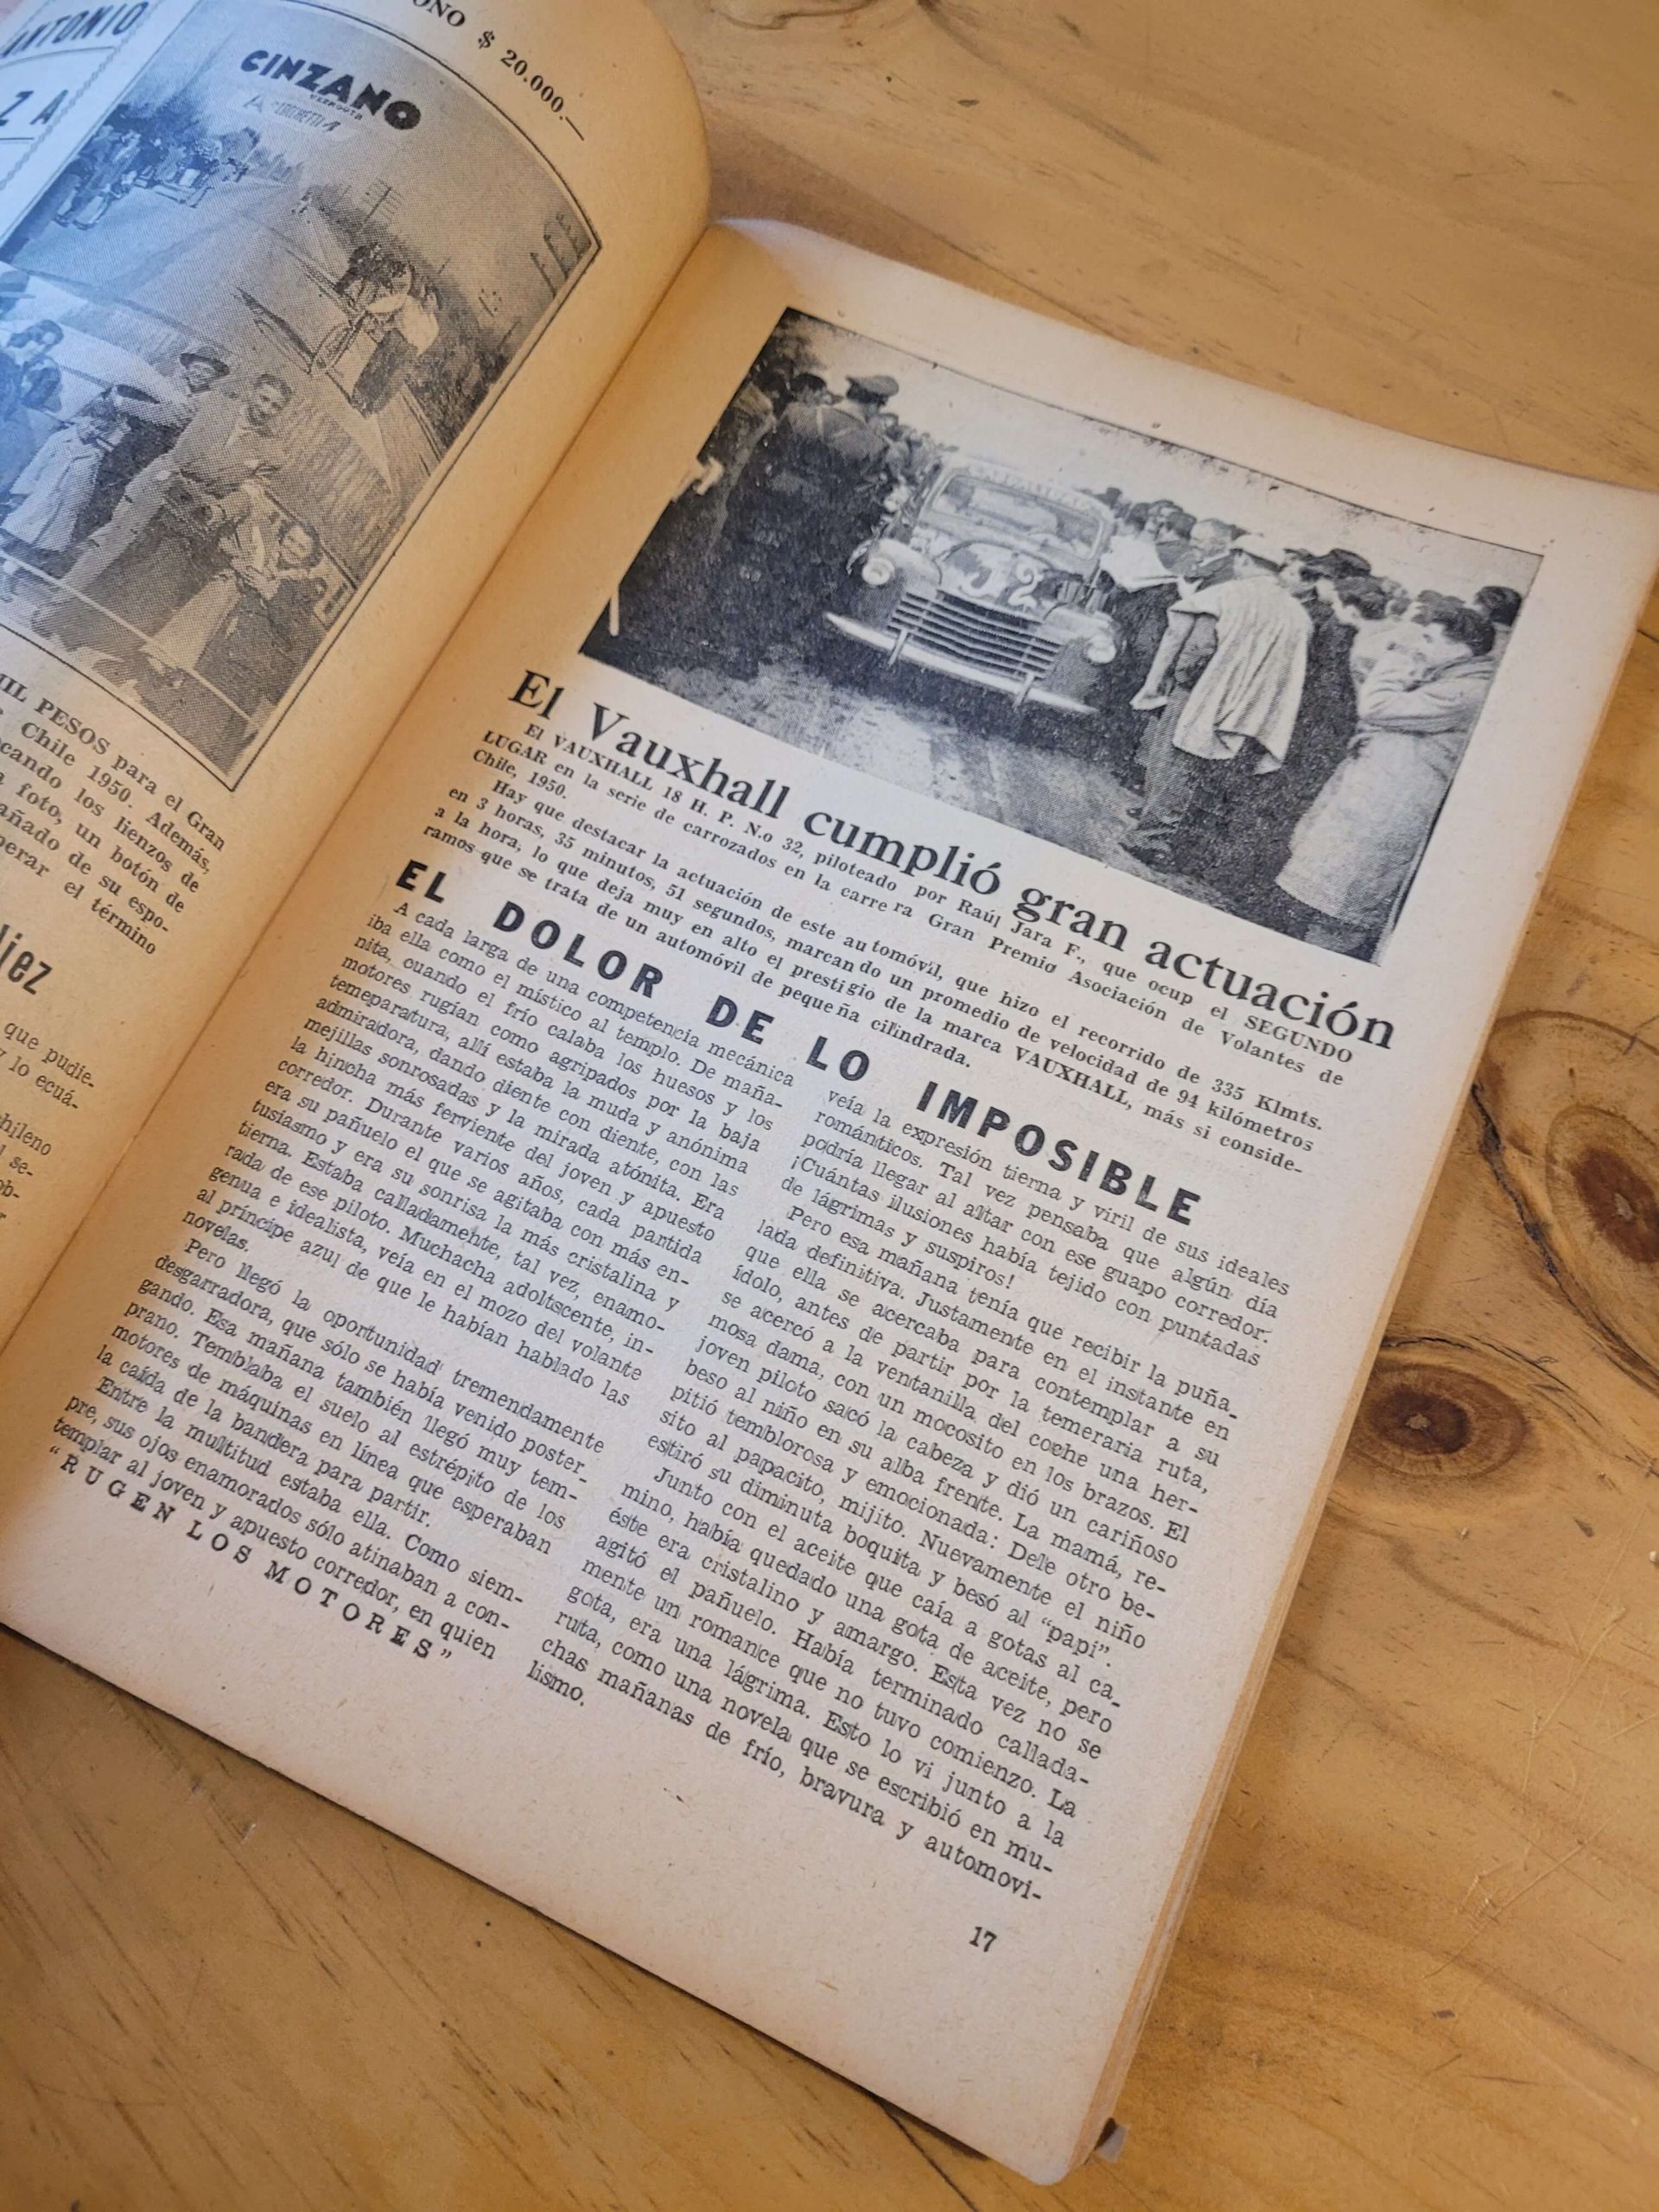 ANTONIO
ZA
ONO $ 20.000.—
CINZANO
VERMOUTH
MIL PESOS para el Gran
Chile 1950. Además,
cando los lienzos de
foto, un botón de
añado de su espo-
perar el término
que pudie-
y lo ecuá-
chileno
se-
ob-
El Vauxhall cumplió gran actuación
El VAUXHALL 18 H. P. N.o 32, piloteado por Raúl Jara F., que ocup el SEGUNDO
LUGAR en la serie de carrozados en la carrera Gran Premio Asociación de Volantes de
Chile, 1950.
Hay que destacar la actuación de este automóvil, que hizo el recorrido de 335 Klmts.
en 3 horas, 35 minutos, 51 segundos, marcando un promedio de velocidad de 94 kilómetros
a la hora, lo que deja muy en alto el prestigio de la marca VAUXHALL, más si conside-
ramos que se trata de un automóvil de pequeña cilindrada.
EL DOLOR DE LO IMPOSIBLE
A cada larga de una competencia mecánica
iba ella como el místico al templo. De maña-
nita, cuando el frío calaba los huesos y los
motores rugían como agripados por la baja
temeparatura, allí estaba la muda y anónima
admiradora, dando diente con diente, con las
mejillas sonrosadas y la mirada atónita. Era
la hincha más ferviente del joven y apuesto
corredor. Durante varios años, cada partida
era su pañuelo el que se agitaba con más en-
tusiasmo y era su sonrisa la más cristalina y
tierna. Estaba calladamente, tal vez, enamo-
rada de ese piloto. Muchacha adoltscente, in-
genua e idealista, veía en el mozo del volante
al príncipe azul de que le habían hablado las
novelas.
Pero llegó la oportunidad tremendamente
desgarradora, que sólo se había venido poster-
gando. Esa mañana también llegó muy tem-
prano. Temblaba el suelo al estrépito de los
motores de máquinas en línea que esperaban
la caída de la bandera para partir.
Entre la multitud estaba ella. Como siem-
pre, sus ojos enamorados sólo atinaban a con-
templar al joven y apuesto corredor, en quien
"RUGEN LOS MOTORES"
veía la expresión tierna y viril de sus ideales
románticos. Tal vez pensaba que algún día
podría llegar al altar con ese guapo corredor.
¡Cuántas ilusiones había tejido con puntadas
de lágrimas y suspiros!
Pero esa mañana tenía que recibir la puña-
lada definitiva. Justamente en el instante en
que ella se acercaba para contemplar a su
ídolo, antes de partir por la temeraria ruta,
se acercó a la ventanilla del coche una her-
mosa dama, con un mocosito en los brazos. El
joven piloto sacó la cabeza y dió un cariñoso
beso al niño en su alba frente. La mamá, re-
pitió temblorosa y emocionada: Dele otro be-
sito al papacito, mijito. Nuevamente el niño
estiró su diminuta boquita y besó al "papi".
Junto con el aceite que caía a gotas al ca-
mino, había quedado una gota de aceite, pero
éste era cristalino y amargo. Esta vez no se
agitó el pañuelo. Había terminado callada-
mente un romance que no tuvo comienzo. La
gota, era una lágrima. Esto lo vi junto a la
ruta, como una novela que se escribió en mu-
chas mañanas de frío, bravura y automovi-
lismo.
17